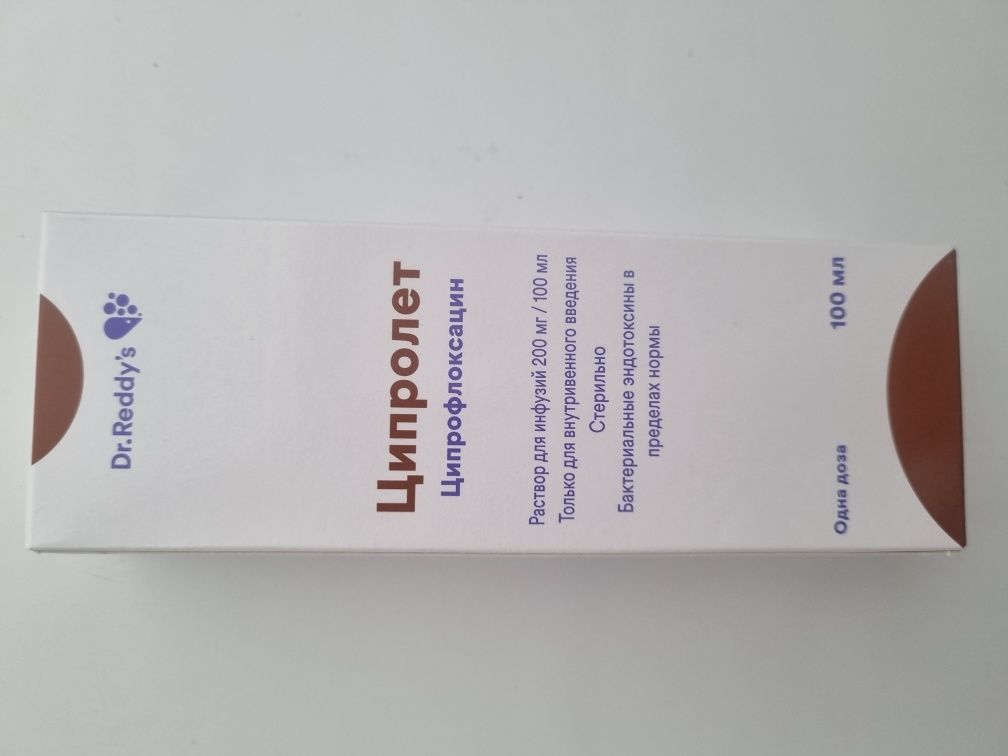 Dr.Reddy's
Ципролет
Ципрофлоксацин
Раствор для инфузий 200 мг / 100 мл
Только для внутривенного введения
Стерильно
Бактериальные эндотоксины в
пределах нормы
Одна доза 100 мл